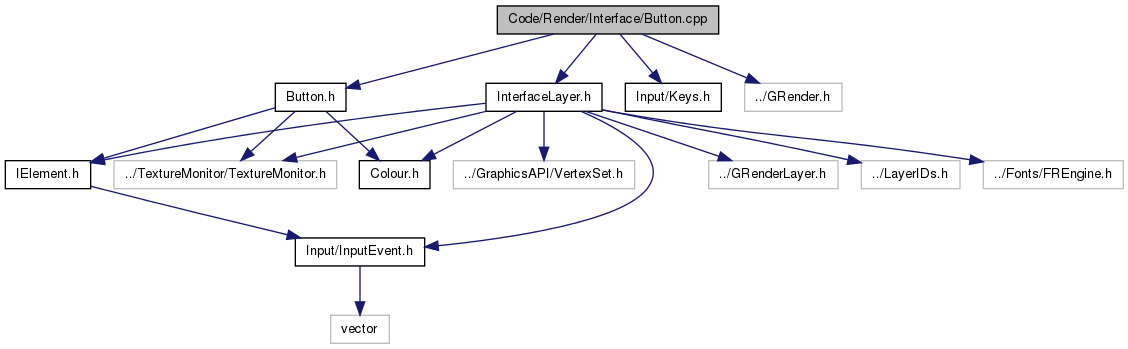 Code/Render/Interface/Button.cpp
Button.h
InterfaceLayer.h
Input/Keys.h
../GRender.h
IElement.h
../TextureMonitor/TextureMonitor.h
Colour.h
../GraphicsAPI/VertexSet.h
../GRenderLayer.h
../LayerIDs.h
../Fonts/FREngine.h
Input/InputEvent.h
vector